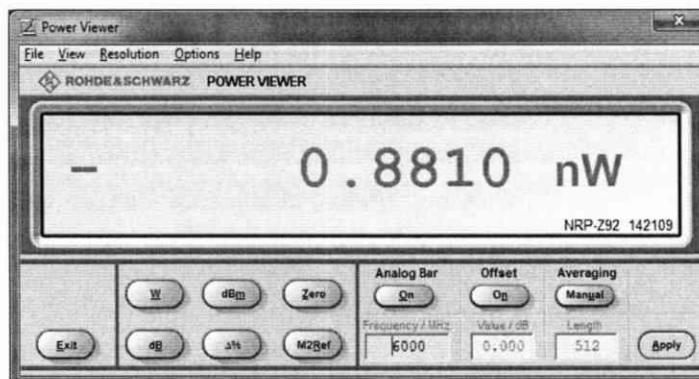 Power Viewer
File View Resolution Options Help
ROHDE&SCHWARZ POWER VIEWER
- 0.8810 nW
NRP-Z92 142109
Analog Bar Offset Averaging
W dBm Zero On On Manual
Frequency / MHz Value / dB Length
Exit dB Δ% M2Ref 6000 0.000 512 Apply